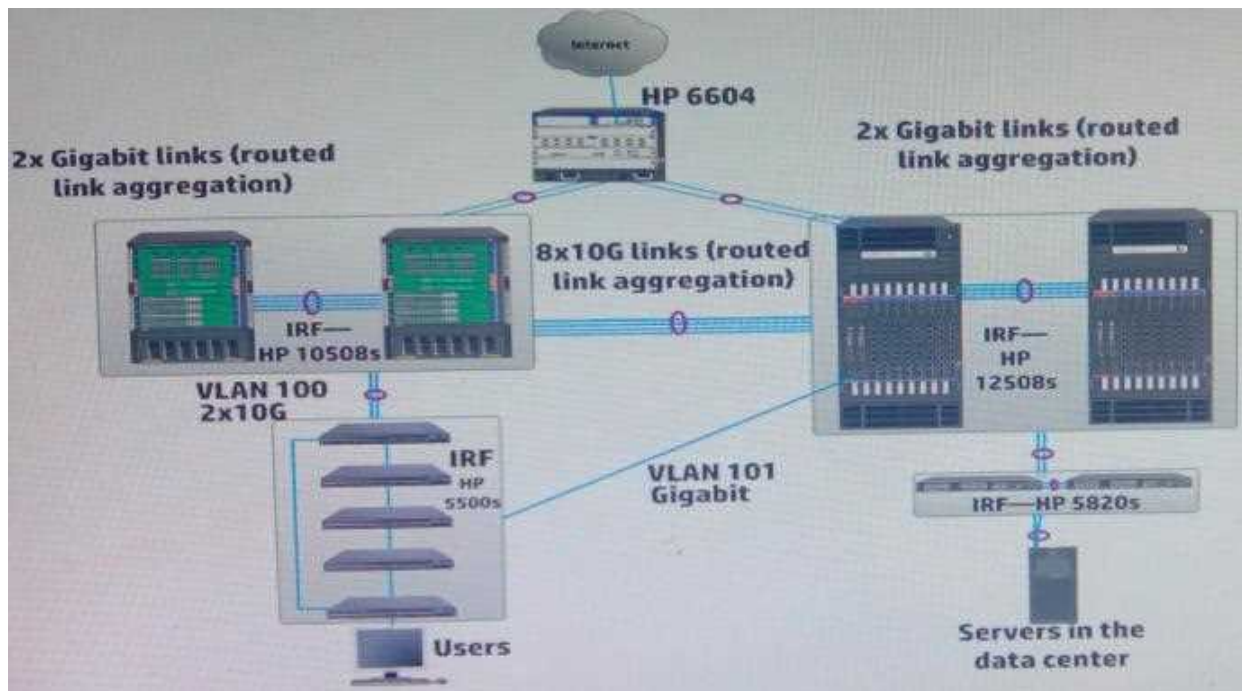 Internet
HP 6604
2x Gigabit links (routed
link aggregation)
2x Gigabit links (routed
link aggregation)
8x10G links (routed
link aggregation)
IRF—
HP 10508s
IRF—
HP
12508s
VLAN 100
2x10G
IRF
HP
5500s
VLAN 101
Gigabit
IRF—HP 5820s
Users
Servers in the
data center